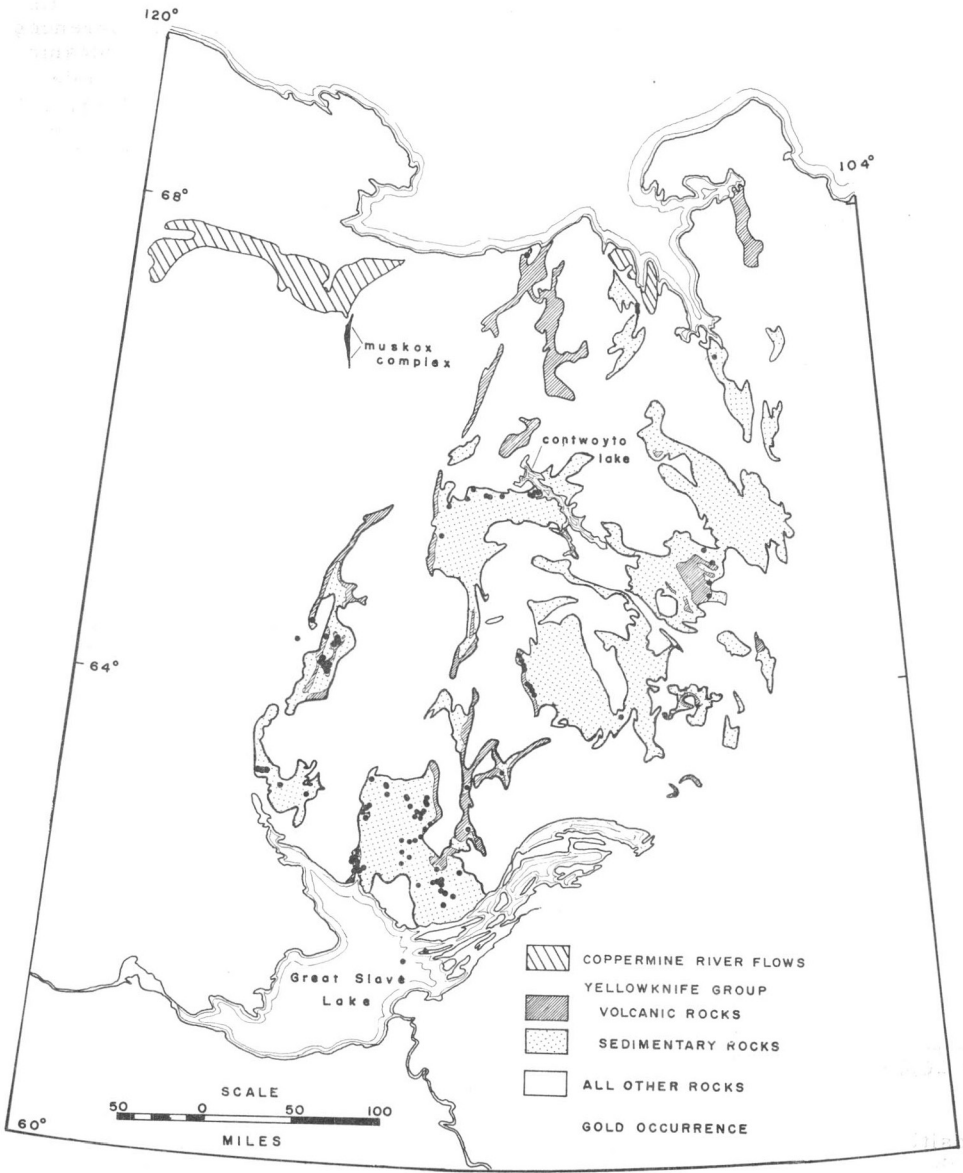 120°
104°
68°
muskox
complex
contwoyto
lake
64°
Great Slave
Lake
COPPERMINE RIVER FLOWS
YELLOWKNIFE GROUP
VOLCANIC ROCKS
SEDIMENTARY ROCKS
ALL OTHER ROCKS
GOLD OCCURRENCE
SCALE
50 0 50 100
MILES
60°